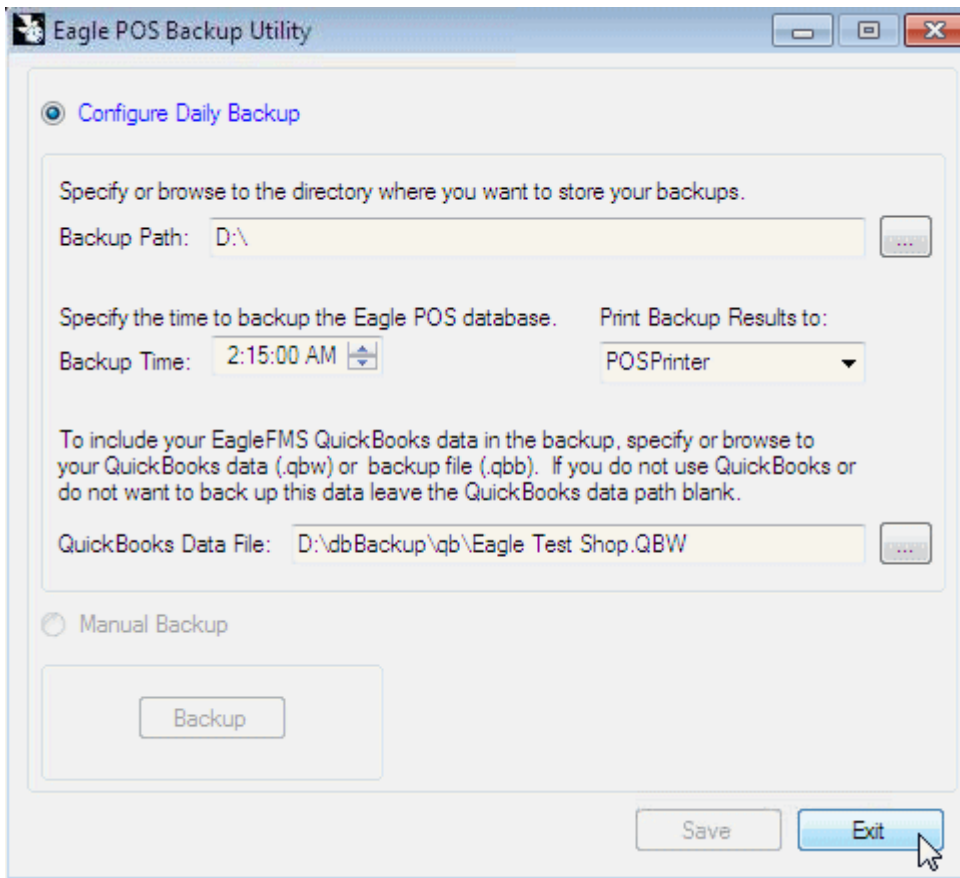 Eagle POS Backup Utility
Configure Daily Backup
Specify or browse to the directory where you want to store your backups.
Backup Path: D:\ ...
Specify the time to backup the Eagle POS database. Print Backup Results to:
Backup Time: 2:15:00 AM POSPrinter
To include your EagleFMS QuickBooks data in the backup, specify or browse to
your QuickBooks data (.qbw) or backup file (.qbb). If you do not use QuickBooks or
do not want to back up this data leave the QuickBooks data path blank.
QuickBooks Data File: D:\dbBackup\qb\Eagle Test Shop.QBW ...
Manual Backup
Backup
Save Exit